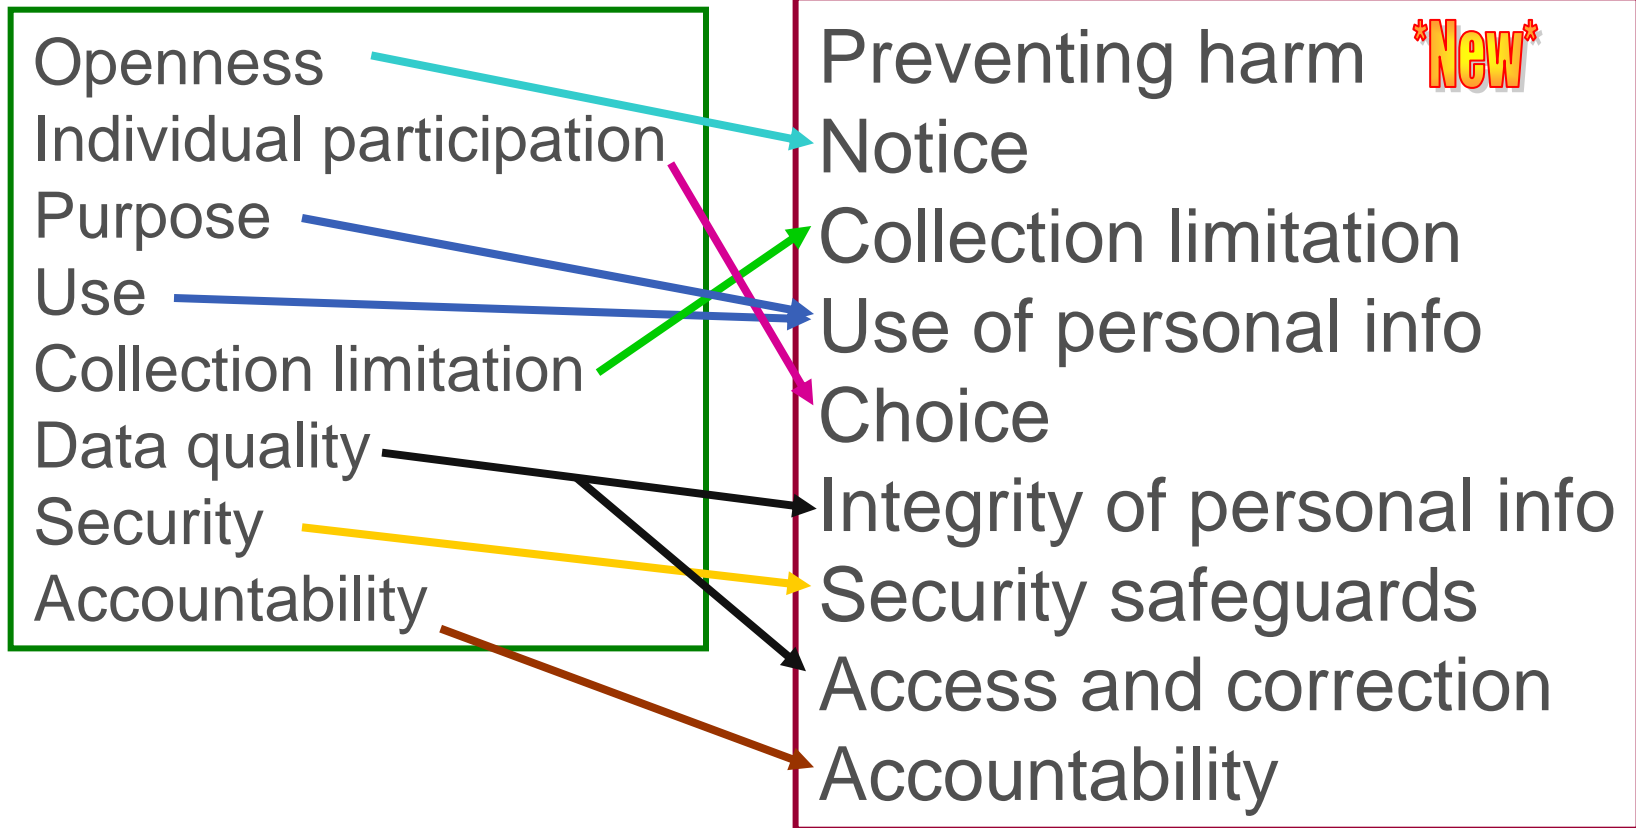 Openness
Individual participation
Purpose
Use
Collection limitation
Data quality
Security
Accountability
Preventing harm *New*
Notice
Collection limitation
Use of personal info
Choice
Integrity of personal info
Security safeguards
Access and correction
Accountability